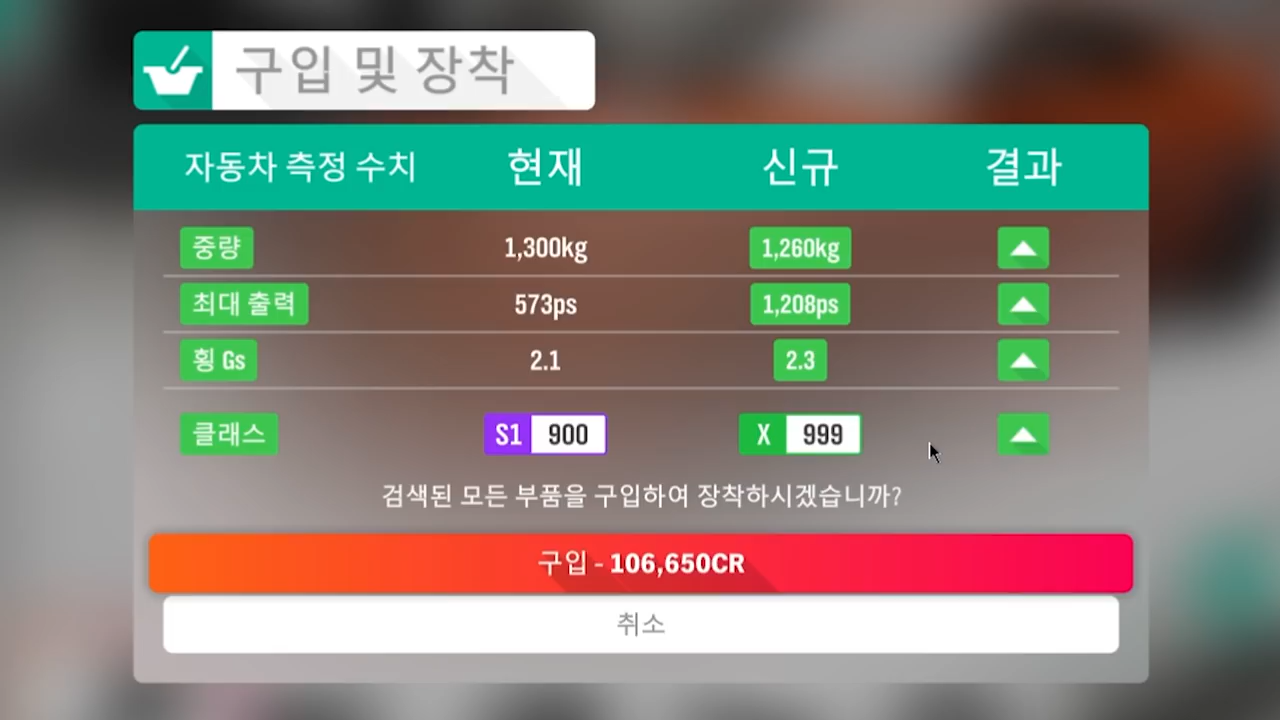 구입 및 장착
자동차 측정 수치 현재 신규 결과
중량 1,300kg 1,260kg
최대 출력 573ps 1,208ps
횡 Gs 2.1 2.3
클래스 S1 900 X 999
검색된 모든 부품을 구입하여 장착하시겠습니까?
구입 - 106,650CR
취소